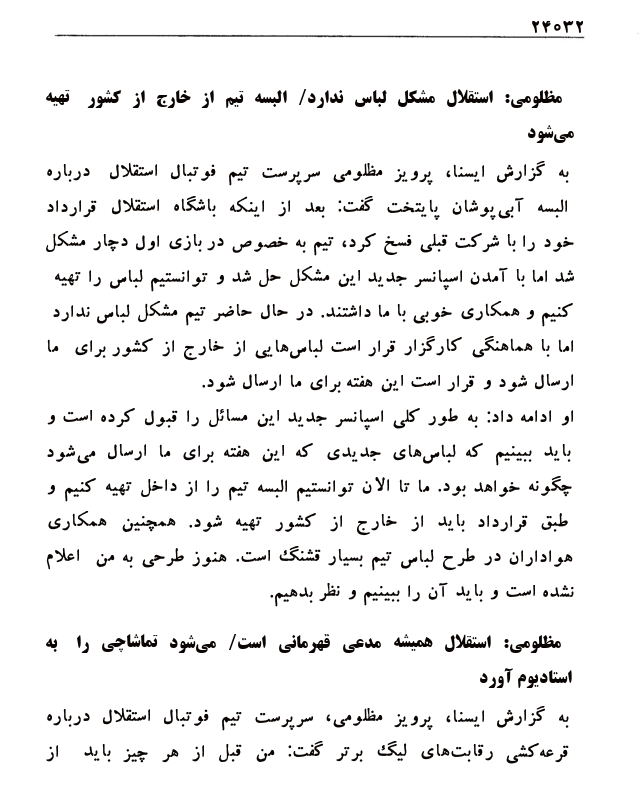 ۲۴۰۳۲
مظلومی: استقلال مشکل لباس ندارد/ البسه تیم از خارج از کشور تهیه
می‌شود
به گزارش ایسنا، پرویز مظلومی سرپرست تیم فوتبال استقلال درباره
البسه آبی‌پوشان پایتخت گفت: بعد از اینکه باشگاه استقلال قرارداد
خود را با شرکت قبلی فسخ کرد، تیم به خصوص در بازی اول دچار مشکل
شد اما با آمدن اسپانسر جدید این مشکل حل شد و توانستیم لباس را تهیه
کنیم و همکاری خوبی با ما داشتند. در حال حاضر تیم مشکل لباس ندارد
اما با هماهنگی کارگزار قرار است لباس‌هایی از خارج از کشور برای ما
ارسال شود و قرار است این هفته برای ما ارسال شود.
او ادامه داد: به طور کلی اسپانسر جدید این مسائل را قبول کرده است و
باید ببینیم که لباس‌های جدیدی که این هفته برای ما ارسال می‌شود
چگونه خواهد بود. ما تا الآن توانستیم البسه تیم را از داخل تهیه کنیم و
طبق قرارداد باید از خارج از کشور تهیه شود. همچنین همکاری
هواداران در طرح لباس تیم بسیار قشنگ است. هنوز طرحی به من اعلام
نشده است و باید آن را ببینیم و نظر بدهیم.
مظلومی: استقلال همیشه مدعی قهرمانی است/ می‌شود تماشاچی را به
استادیوم آورد
به گزارش ایسنا، پرویز مظلومی، سرپرست تیم فوتبال استقلال درباره
قرعه‌کشی رقابت‌های لیگ برتر گفت: من قبل از هر چیز باید از